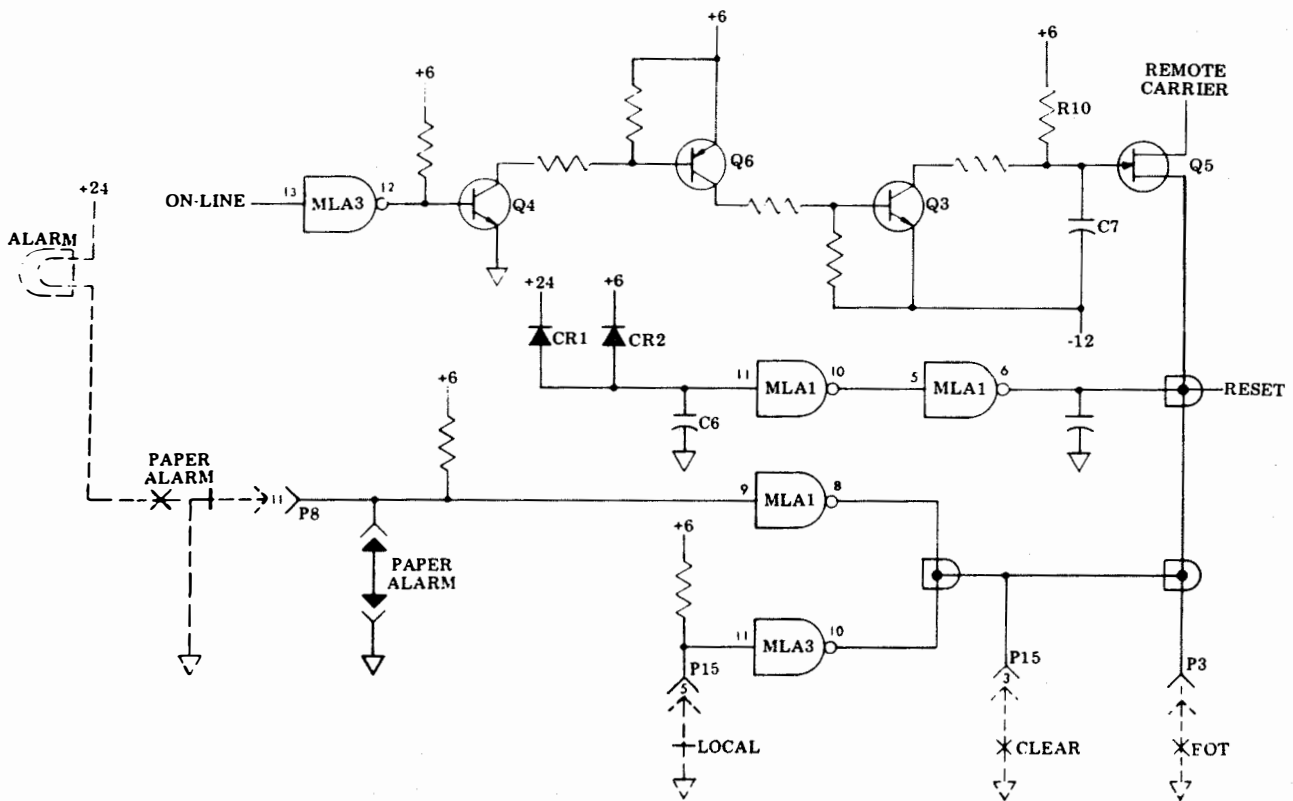 +6
+6
+6
REMOTE
CARRIER
R10
+24
Q6
Q5
ON-LINE
13
MLA3
12
Q4
Q3
ALARM
C7
+24
+6
CR1
CR2
-12
11
MLA1
10
5
MLA1
6
RESET
+6
C6
PAPER
ALARM
11
P8
9
MLA1
8
+6
PAPER
ALARM
11
MLA3
10
P15
5
P15
3
P3
LOCAL
CLEAR
EOT